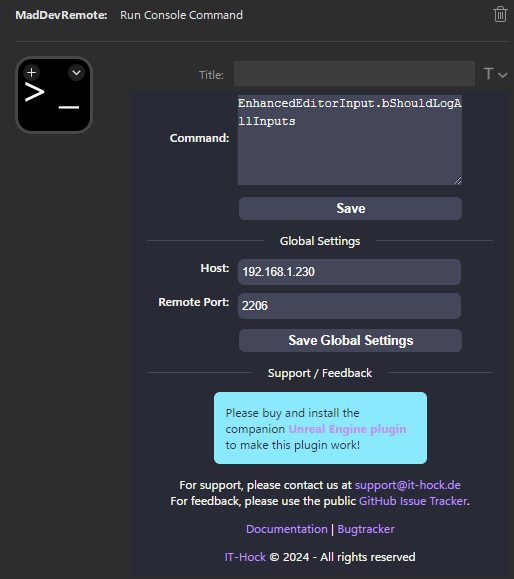 MadDevRemote: Run Console Command
> _
Title:
T
EnhancedEditorInput.bShouldLogA
llInputs
Command:
Save
Global Settings
Host: 192.168.1.230
Remote Port: 2206
Save Global Settings
Support / Feedback
Please buy and install the
companion Unreal Engine plugin
to make this plugin work!
For support, please contact us at support@it-hock.de
For feedback, please use the public GitHub Issue Tracker.
Documentation | Bugtracker
IT-Hock © 2024 - All rights reserved